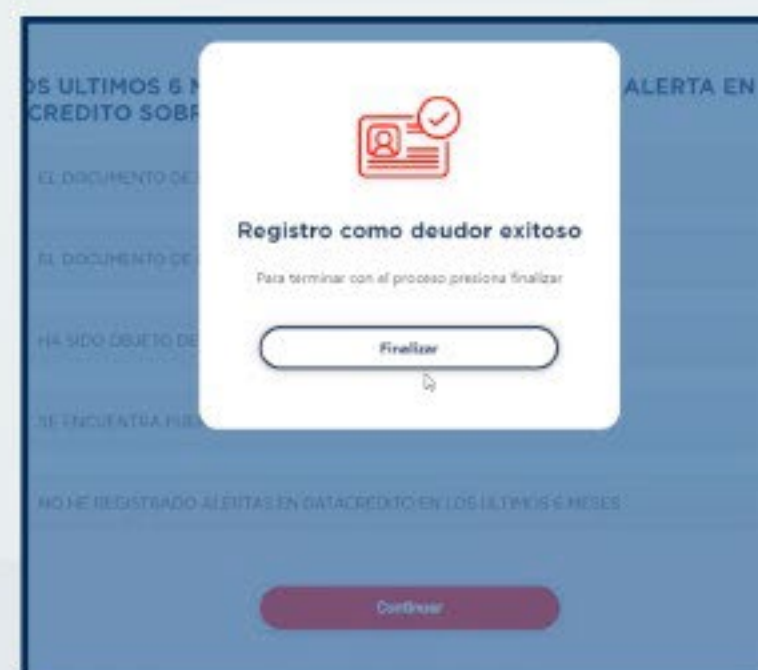 OS ULTIMOS 6 ALERTA EN
CREDITO SOBR
EL DOCUMENTO DE
EL DOCUMENTO DE
HA SIDO OBJETO DE
SE ENCUENTRA
NO HE REGISTRADO ALERTAS EN DATACREDITO EN LOS ULTIMOS 6 MESES
Registro como deudor exitoso
Para terminar con el proceso presiona finalizar
Finalizar
Continuar